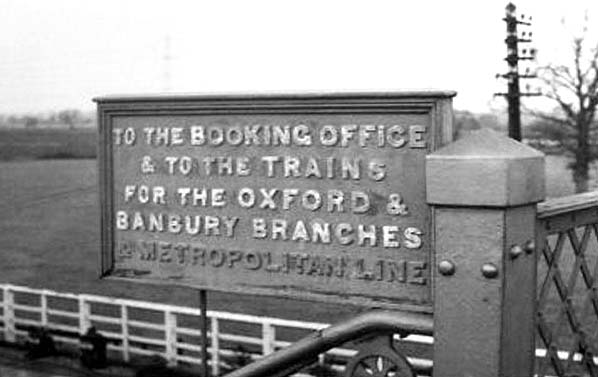 TO THE BOOKING OFFICE
& TO THE TRAINS
FOR THE OXFORD &
BANBURY BRANCHES
& METROPOLITAN LINE